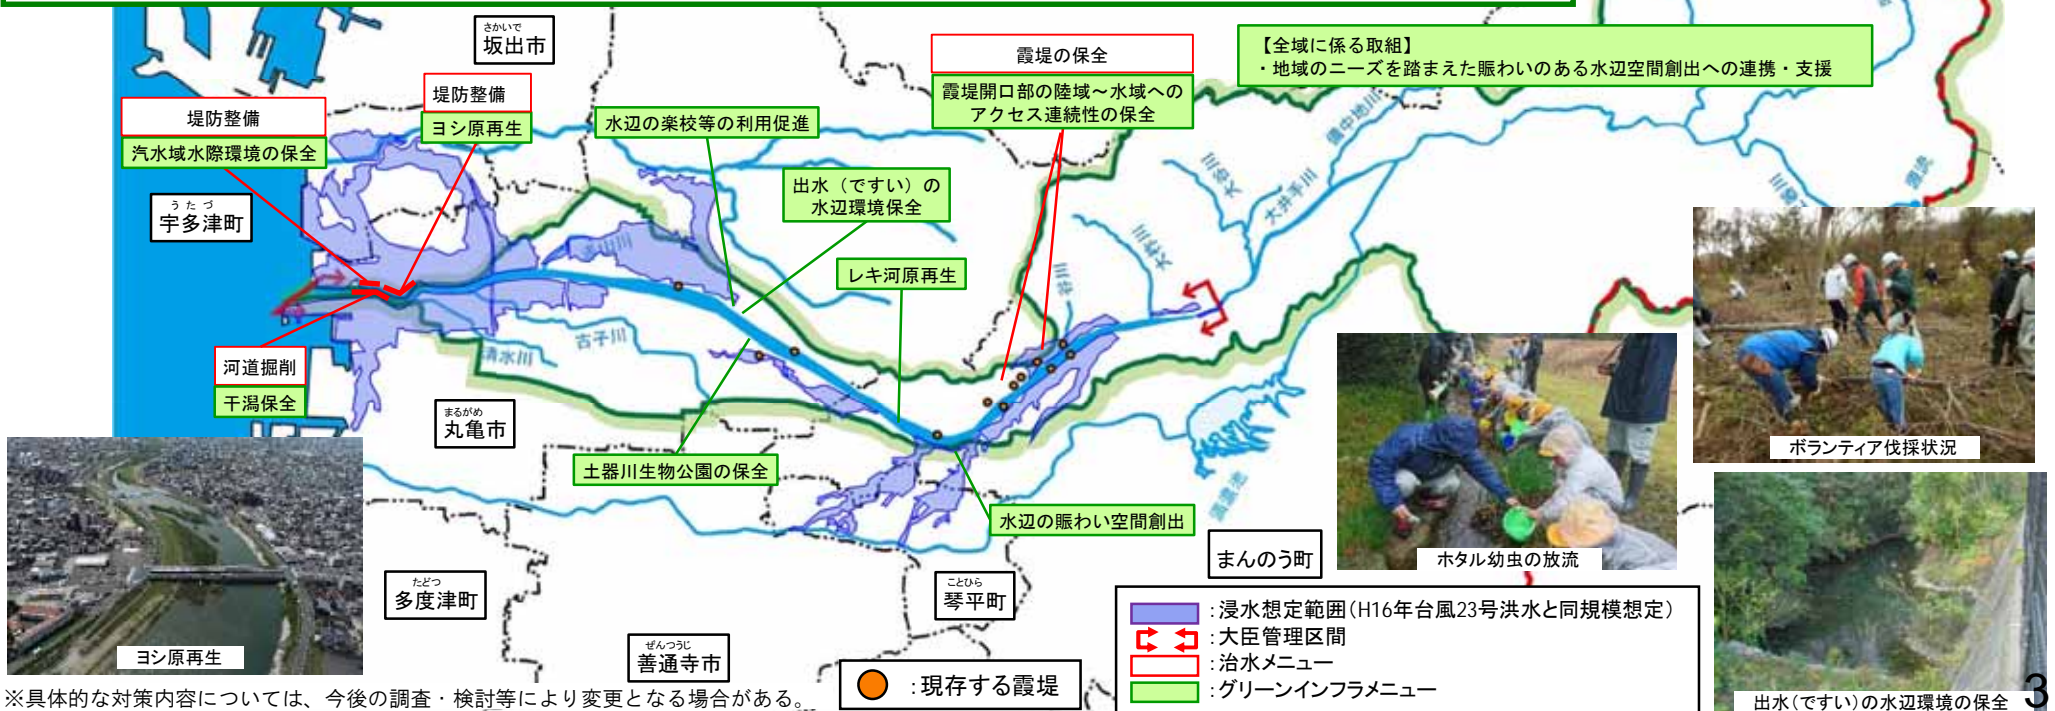 さかいで
坂出市
【全域に係る取組】
・地域のニーズを踏まえた賑わいのある水辺空間創出への連携・支援
霞堤の保全
霞堤開口部の陸域～水域への
アクセス連続性の保全
堤防整備
ヨシ原再生
堤防整備
汽水域水際環境の保全
水辺の楽校等の利用促進
出水（ですい）の
水辺環境保全
うたづ
宇多津町
レキ河原再生
備中地川
大井手川
古子川
清水川
河道掘削
干潟保全
まるがめ
丸亀市
土器川生物公園の保全
水辺の賑わい空間創出
満濃池
まんのう町
ボランティア伐採状況
ホタル幼虫の放流
ヨシ原再生
たどつ
多度津町
ことひら
琴平町
ぜんつうじ
善通寺市
：浸水想定範囲（H16年台風23号洪水と同規模想定）
：大臣管理区間
：治水メニュー
：グリーンインフラメニュー
：現存する霞堤
出水（ですい）の水辺環境の保全
※具体的な対策内容については、今後の調査・検討等により変更となる場合がある。
3